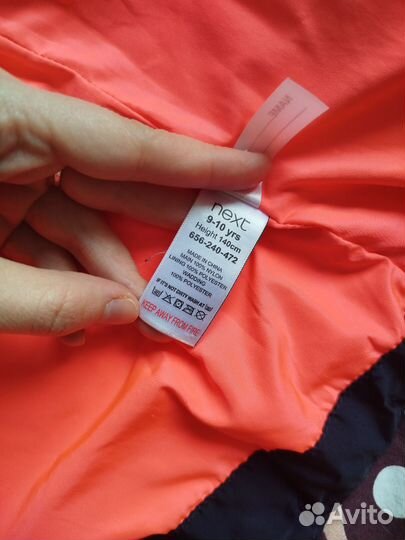 NAME
next
9-10 yrs
Height 140cm
656-240-472
MADE IN CHINA
MAIN 100% NYLON
LINING 100% POLYESTER
WADDING
100% POLYESTER
IF IT'S NOT DIRTY WASH AT
KEEP AWAY FROM FIRE
Avito